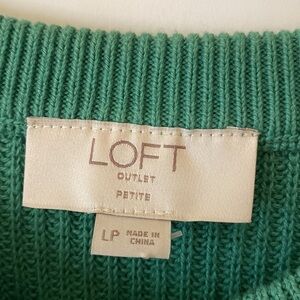 LOFT
OUTLET
PETITE
LP MADE IN
CHINA